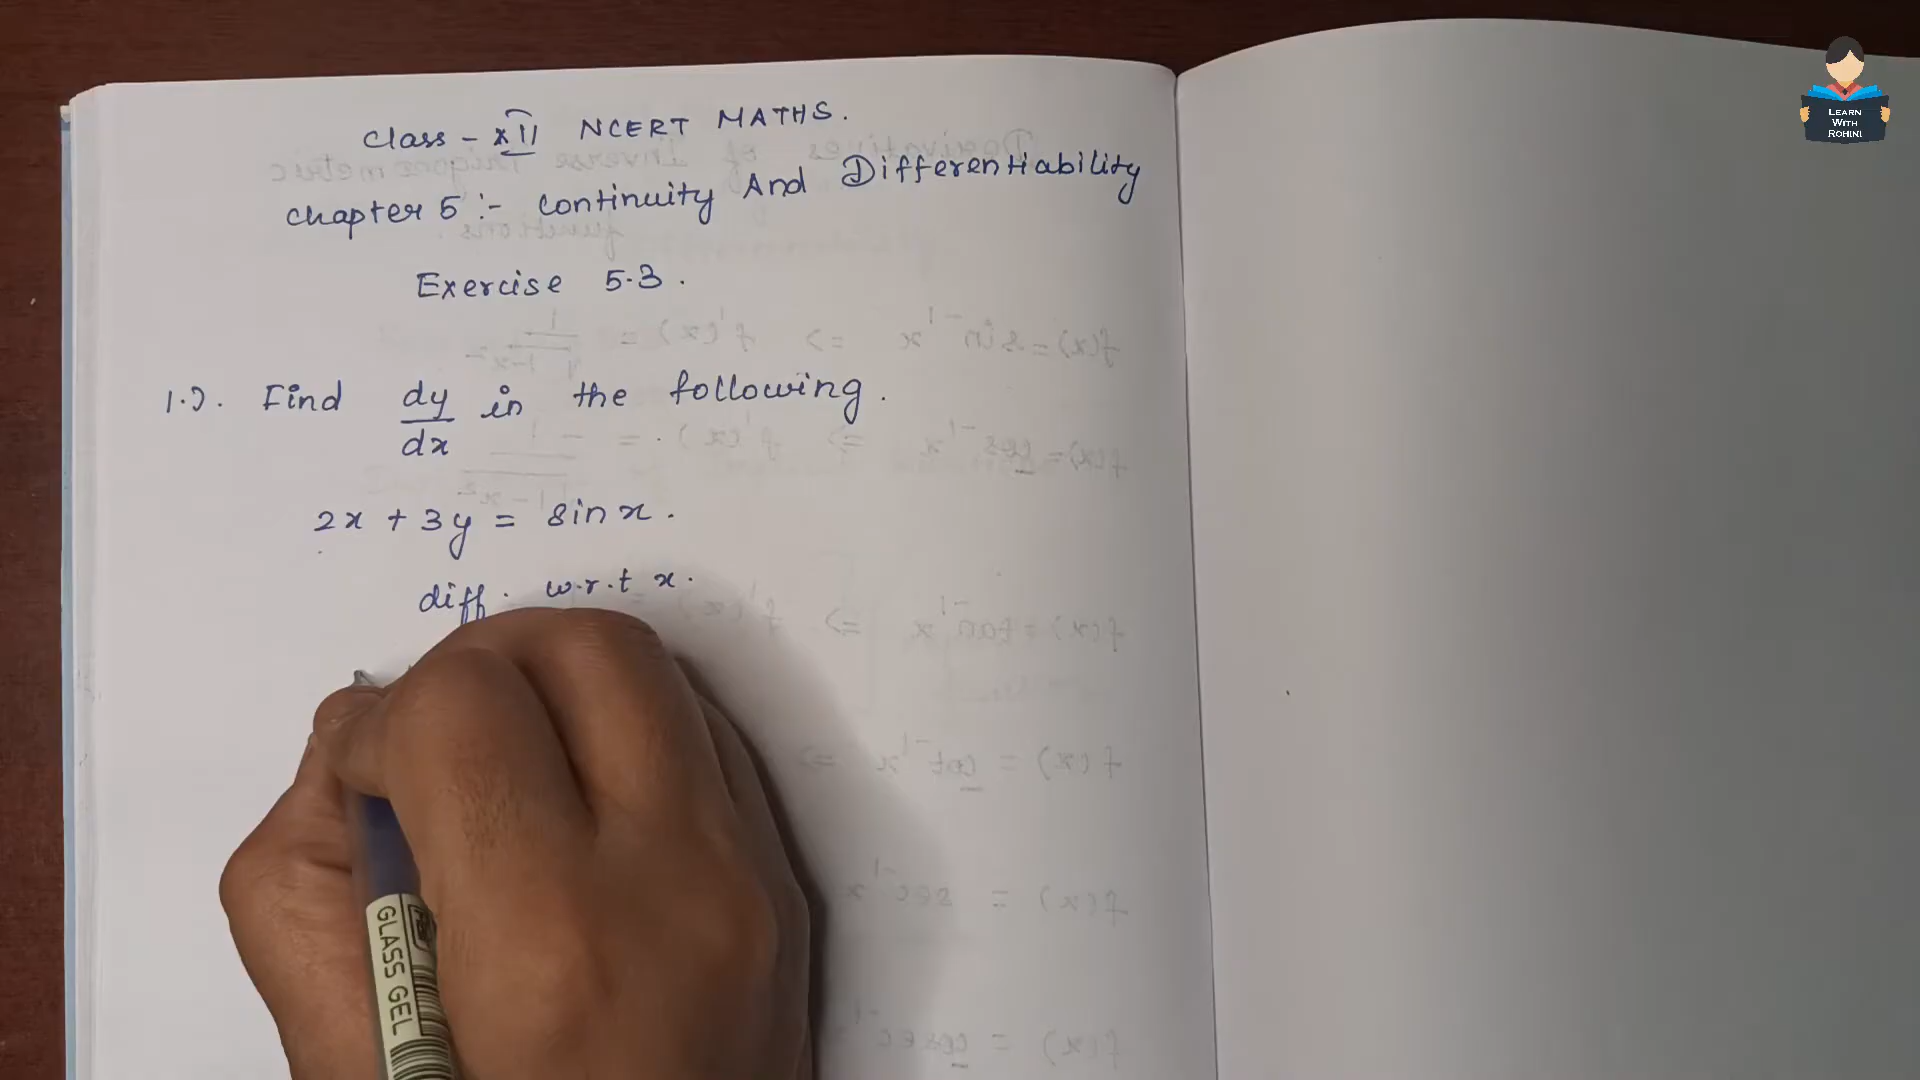 Class - XII NCERT MATHS.
Chapter 5 :- Continuity And Differentiability
Exercise 5.3.
1.). Find dy/dx in the following.
2x + 3y = sin x.
diff. w.r.t x.
GLASS GEL
LEARN
WITH
ROHINI